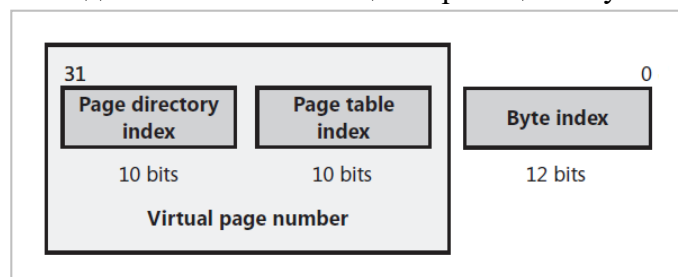 31
0
Page directory
index
Page table
index
Byte index
10 bits
10 bits
12 bits
Virtual page number